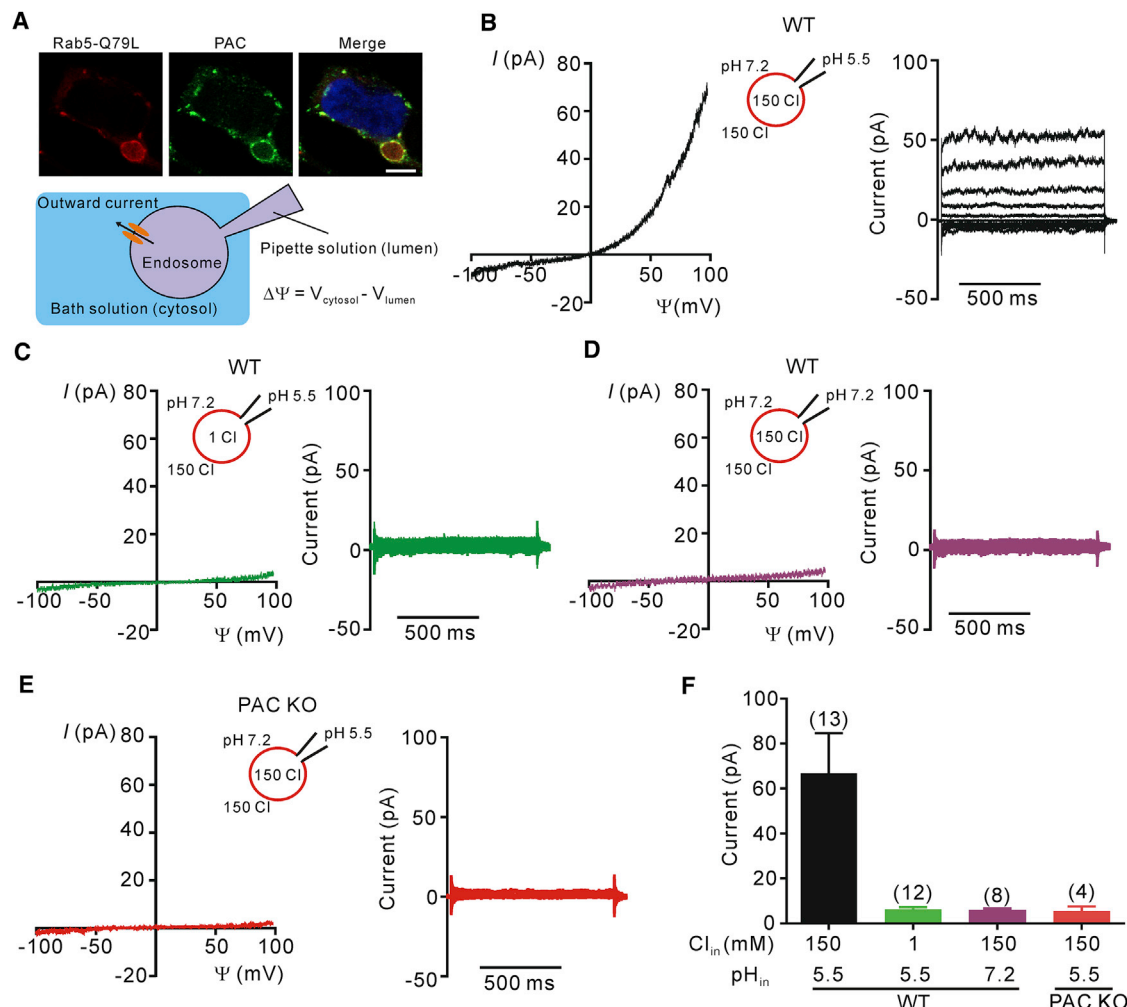 A
Rab5-Q79L PAC Merge
Outward current
Endosome
Pipette solution (lumen)
Bath solution (cytosol)
ΔΨ = Vcytosol - Vlumen
B
WT
I (pA)
80
60
40
20
-20
-100 -50 50 100
Ψ(mV)
pH 7.2 pH 5.5
150 Cl
150 Cl
Current (pA)
100
50
0
-50
500 ms
C
WT
I (pA)
80
60
40
20
-20
-100 -50 50 100
Ψ (mV)
pH 7.2 pH 5.5
1 Cl
150 Cl
Current (pA)
100
50
0
-50
500 ms
D
WT
I (pA)
80
60
40
20
-20
-100 -50 50 100
Ψ (mV)
pH 7.2 pH 7.2
150 Cl
150 Cl
Current (pA)
100
50
0
-50
500 ms
E
PAC KO
I (pA)
80
60
40
20
-20
-100 -50 50 100
Ψ (mV)
pH 7.2 pH 5.5
150 Cl
150 Cl
Current (pA)
100
50
0
-50
500 ms
F
Current (pA)
100
80
60
40
20
0
(13) (12) (8) (4)
Clin (mM) 150 1 150 150
pHin 5.5 5.5 7.2 5.5
WT PAC KO